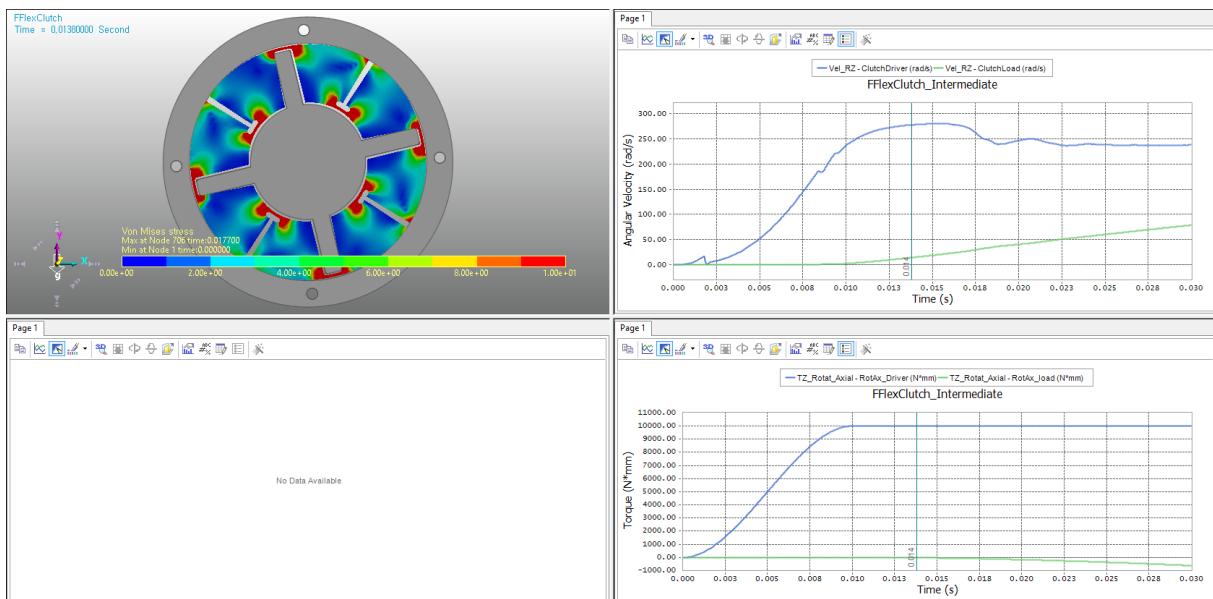 FFlexClutch
Time = 0.01380000 Second
Von Mises stress
Max at Node 706 time:0.017700
Min at Node 1 time:0.000000
0.00e+00 2.00e+00 4.00e+00 6.00e+00 8.00e+00 1.00e+01
Y
X
g
Page 1
Vel_RZ - ClutchDriver (rad/s) Vel_RZ - ClutchLoad (rad/s)
FFlexClutch_Intermediate
Angular Velocity (rad/s)
300.00
250.00
200.00
150.00
100.00
50.00
0.00
0.014
0.000 0.003 0.005 0.008 0.010 0.013 0.015 0.018 0.020 0.023 0.025 0.028 0.030
Time (s)
Page 1
No Data Available
Page 1
TZ_Rotat_Axial - RotAx_Driver (N*mm) TZ_Rotat_Axial - RotAx_load (N*mm)
FFlexClutch_Intermediate
Torque (N*mm)
11000.00
10000.00
9000.00
8000.00
7000.00
6000.00
5000.00
4000.00
3000.00
2000.00
1000.00
0.00
-1000.00
0.014
0.000 0.003 0.005 0.008 0.010 0.013 0.015 0.018 0.020 0.023 0.025 0.028 0.030
Time (s)